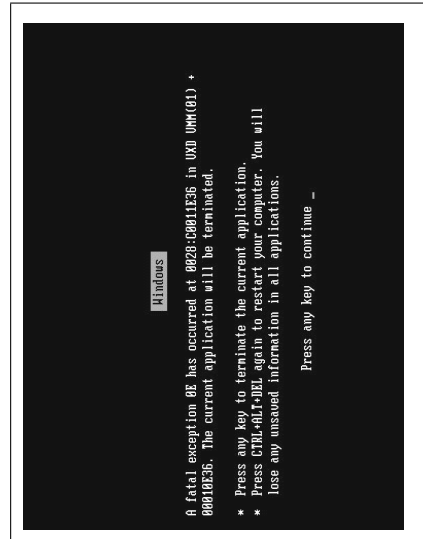 Windows
A fatal exception 0E has occurred at 0028:C0011E36 in UXD UMM(01) +
00010E36. The current application will be terminated.
* Press any key to terminate the current application.
* Press CTRL+ALT+DEL again to restart your computer. You will
lose any unsaved information in all applications.
Press any key to continue _